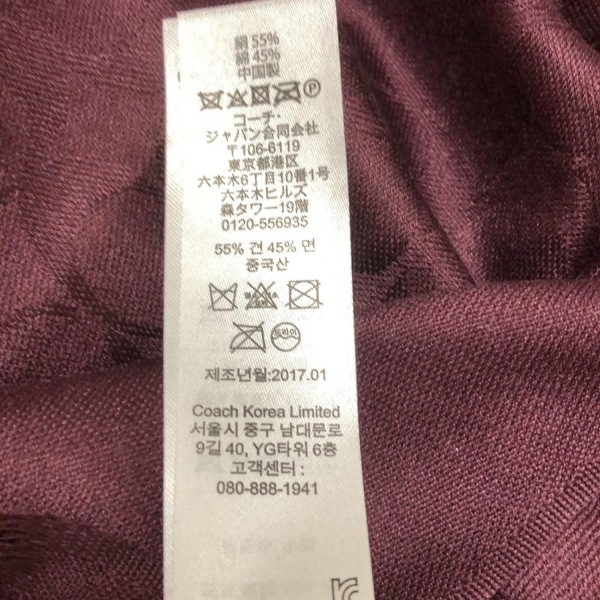 絹 55%
綿 45%
中国製
コーチ・
ジャパン合同会社
〒106-6119
東京都港区
六本木6丁目10番1号
六本木ヒルズ
森タワー19階
0120-556935
55% 견 45% 면
중국산
드라이
제조년월:2017.01
Coach Korea Limited
서울시 중구 남대문로
9길 40, YG타워 6층
고객센터 :
080-888-1941